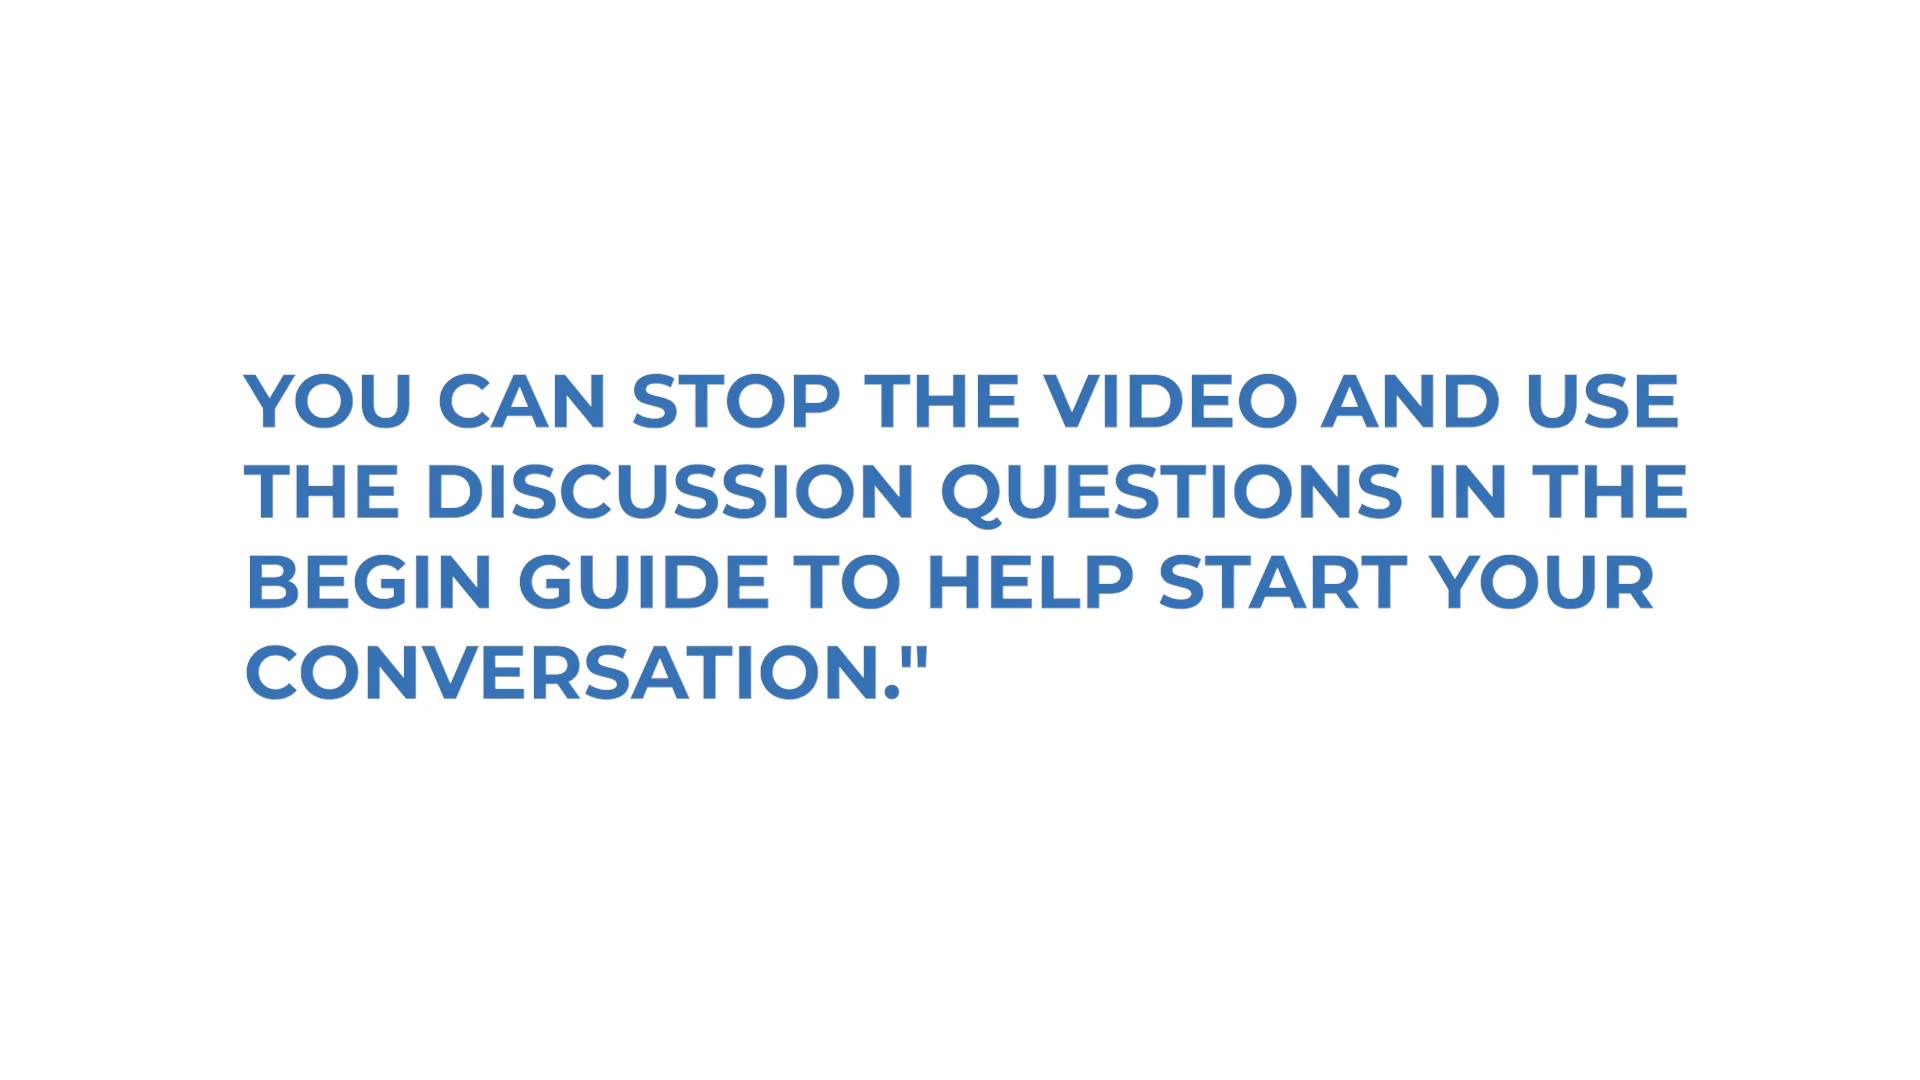 YOU CAN STOP THE VIDEO AND USE
THE DISCUSSION QUESTIONS IN THE
BEGIN GUIDE TO HELP START YOUR
CONVERSATION."